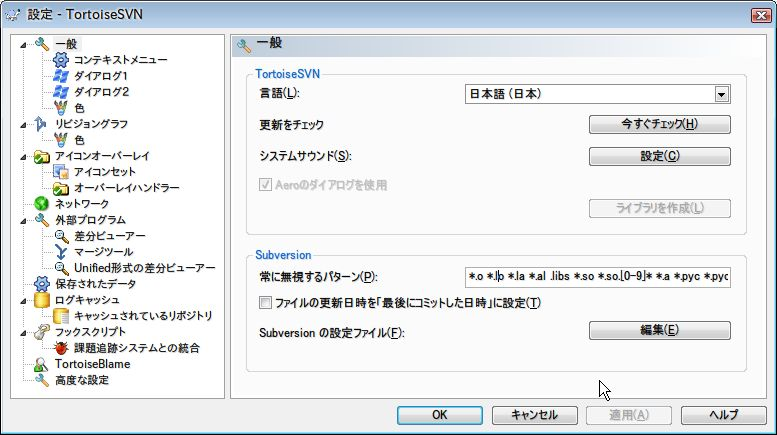 設定 - TortoiseSVN
一般
コンテキストメニュー
ダイアログ1
ダイアログ2
色
リビジョングラフ
色
アイコンオーバーレイ
アイコンセット
オーバーレイハンドラー
ネットワーク
外部プログラム
差分ビューアー
マージツール
Unified形式の差分ビューアー
保存されたデータ
ログキャッシュ
キャッシュされているリポジトリ
フックスクリプト
課題追跡システムとの統合
TortoiseBlame
高度な設定
一般
TortoiseSVN
言語(L): 日本語 (日本)
更新をチェック 今すぐチェック(H)
システムサウンド(S): 設定(C)
Aeroのダイアログを使用
ライブラリを作成(L)
Subversion
常に無視するパターン(P): *.o *.lo *.la *.al .libs *.so *.so.[0-9]* *.a *.pyc *.pyo
ファイルの更新日時を「最後にコミットした日時」に設定(T)
Subversion の設定ファイル(F): 編集(E)
OK キャンセル 適用(A) ヘルプ